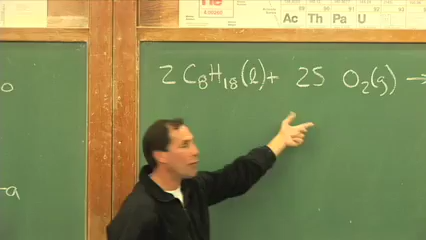 Ac Th Pa U
o
2 C₈H₁₈(l) + 25 O₂(g) →
a